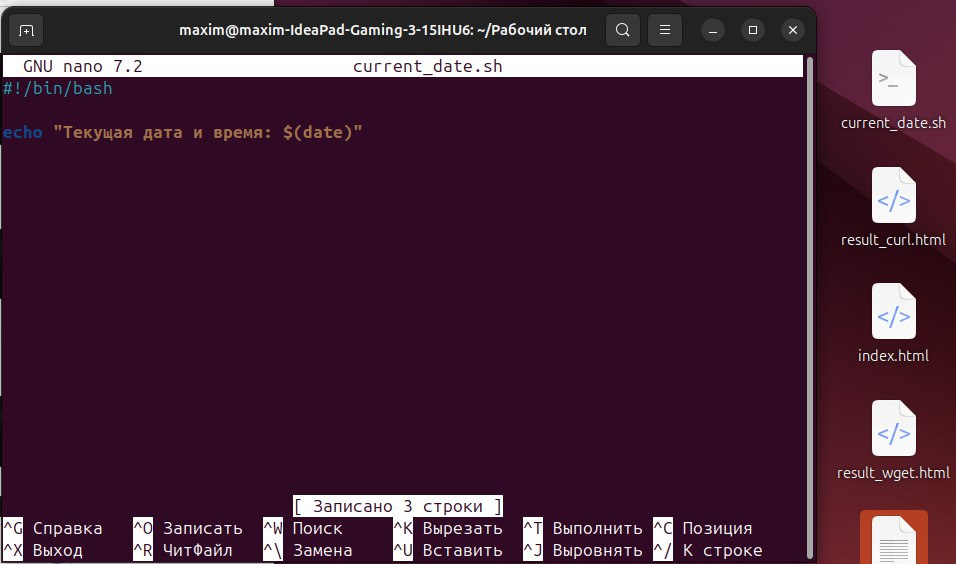 maxim@maxim-IdeaPad-Gaming-3-15IHU6: ~/Рабочий стол
GNU nano 7.2 current_date.sh
#!/bin/bash
echo "Текущая дата и время: $(date)"
[ Записано 3 строки ]
^G Справка ^O Записать ^W Поиск ^K Вырезать ^T Выполнить ^C Позиция
^X Выход ^R ЧитФайл ^\ Замена ^U Вставить ^J Выровнять ^/ К строке
>_
current_date.sh
</>
result_curl.html
</>
index.html
</>
result_wget.html